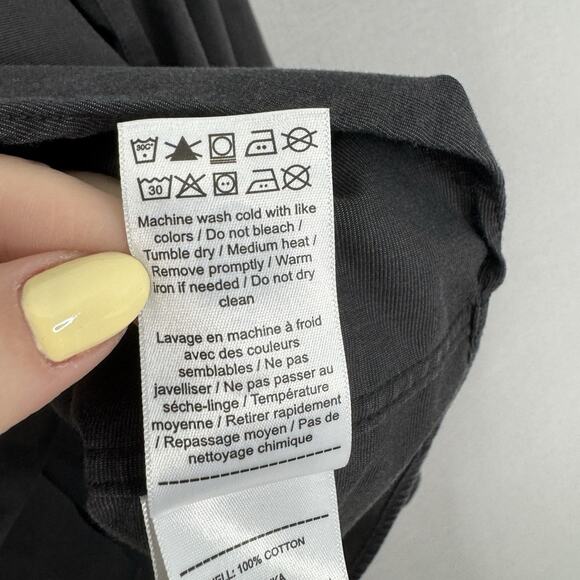 30C°
30
Machine wash cold with like
colors / Do not bleach /
Tumble dry / Medium heat /
Remove promptly / Warm
iron if needed / Do not dry
clean
Lavage en machine à froid
avec des couleurs
semblables / Ne pas
javelliser / Ne pas passer au
séche-linge / Température
moyenne / Retirer rapidement
/ Repassage moyen / Pas de
nettoyage chimique
100% COTTON